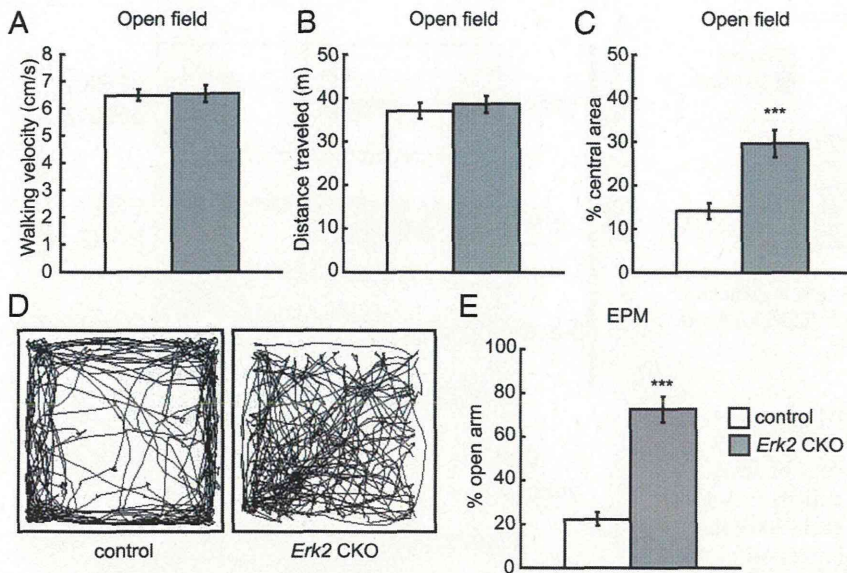 A
Open field
Walking velocity (cm/s)
8
7
6
5
4
3
2
1
0
B
Open field
Distance traveled (m)
50
40
30
20
10
0
C
Open field
% central area
50
40
30
20
10
0
***
D
control
Erk2 CKO
E
EPM
% open arm
100
80
60
40
20
0
***
control
Erk2 CKO